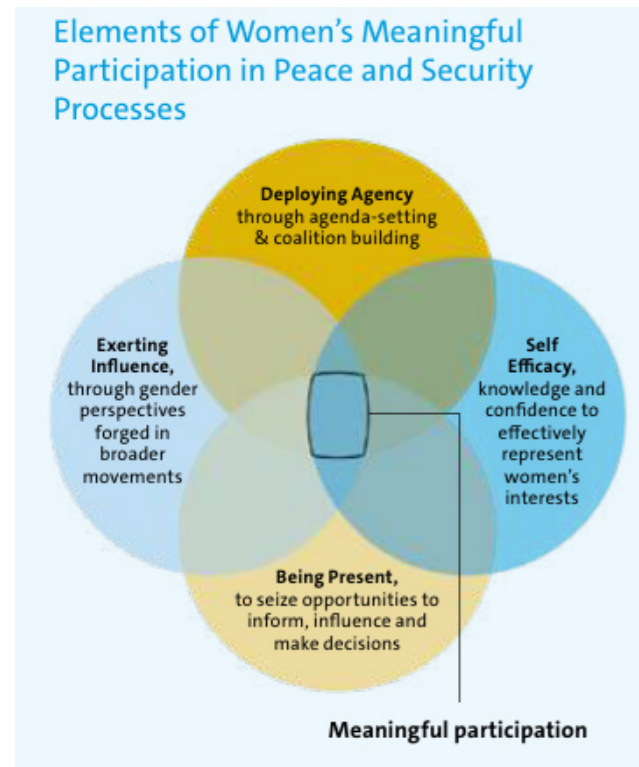 Elements of Women’s Meaningful
Participation in Peace and Security
Processes
Deploying Agency
through agenda-setting
& coalition building
Exerting
Influence,
through gender
perspectives
forged in
broader
movements
Self
Efficacy,
knowledge and
confidence to
effectively
represent
women’s
interests
Being Present,
to seize opportunities to
inform, influence and
make decisions
Meaningful participation